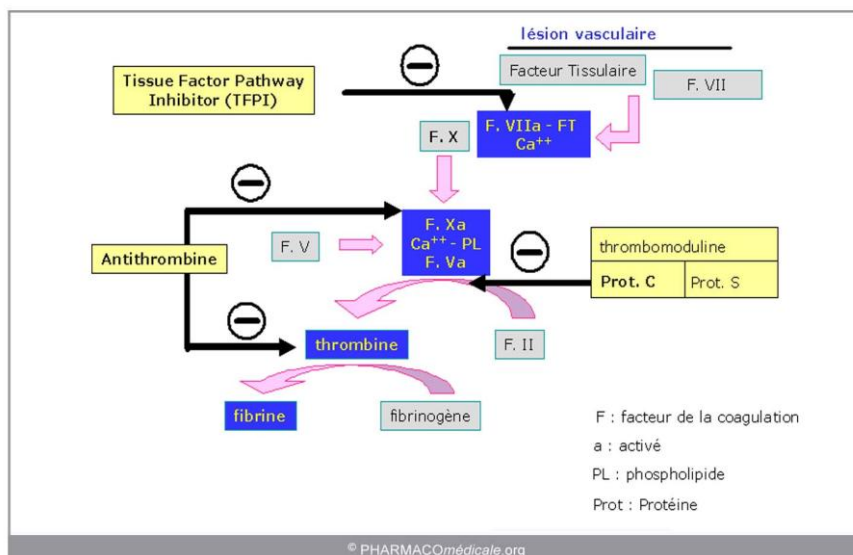 lésion vasculaire
Facteur Tissulaire
F. VII
Tissue Factor Pathway
Inhibitor (TFPI)
F. VIIa - FT
Ca++
F. X
F. Xa
Ca++ - PL
F. Va
F. V
Antithrombine
thrombomoduline
Prot. C
Prot. S
thrombine
F. II
fibrine
fibrinogène
F : facteur de la coagulation
a : activé
PL : phospholipide
Prot : Protéine
© PHARMACOmédicale.org